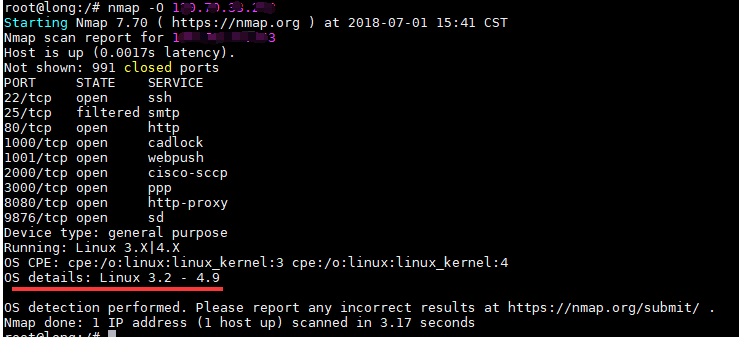 root@long:/# nmap -O
Starting Nmap 7.70 ( https://nmap.org ) at 2018-07-01 15:41 CST
Nmap scan report for
Host is up (0.0017s latency).
Not shown: 991 closed ports
PORT STATE SERVICE
22/tcp open ssh
25/tcp filtered smtp
80/tcp open http
1000/tcp open cadlock
1001/tcp open webpush
2000/tcp open cisco-sccp
3000/tcp open ppp
8080/tcp open http-proxy
9876/tcp open sd
Device type: general purpose
Running: Linux 3.X|4.X
OS CPE: cpe:/o:linux:linux_kernel:3 cpe:/o:linux:linux_kernel:4
OS details: Linux 3.2 - 4.9
OS detection performed. Please report any incorrect results at https://nmap.org/submit/ .
Nmap done: 1 IP address (1 host up) scanned in 3.17 seconds
root@long:/#